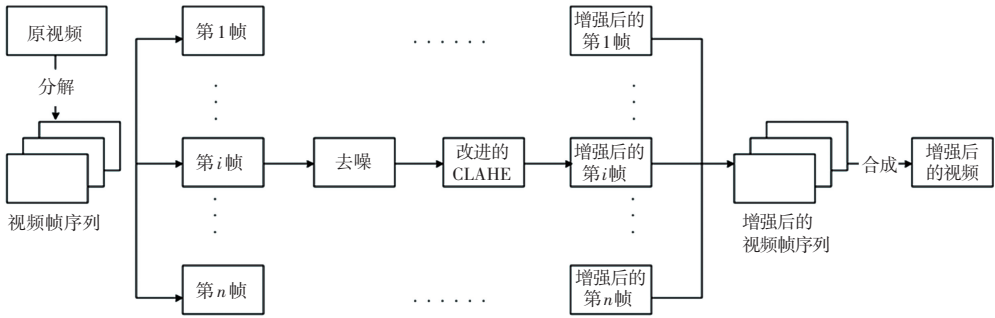 原视频
分解
视频帧序列
第1帧
......
增强后的
第1帧
第i帧
去噪
改进的
CLAHE
增强后的
第i帧
第n帧
......
增强后的
第n帧
增强后的
视频帧序列
合成
增强后
的视频